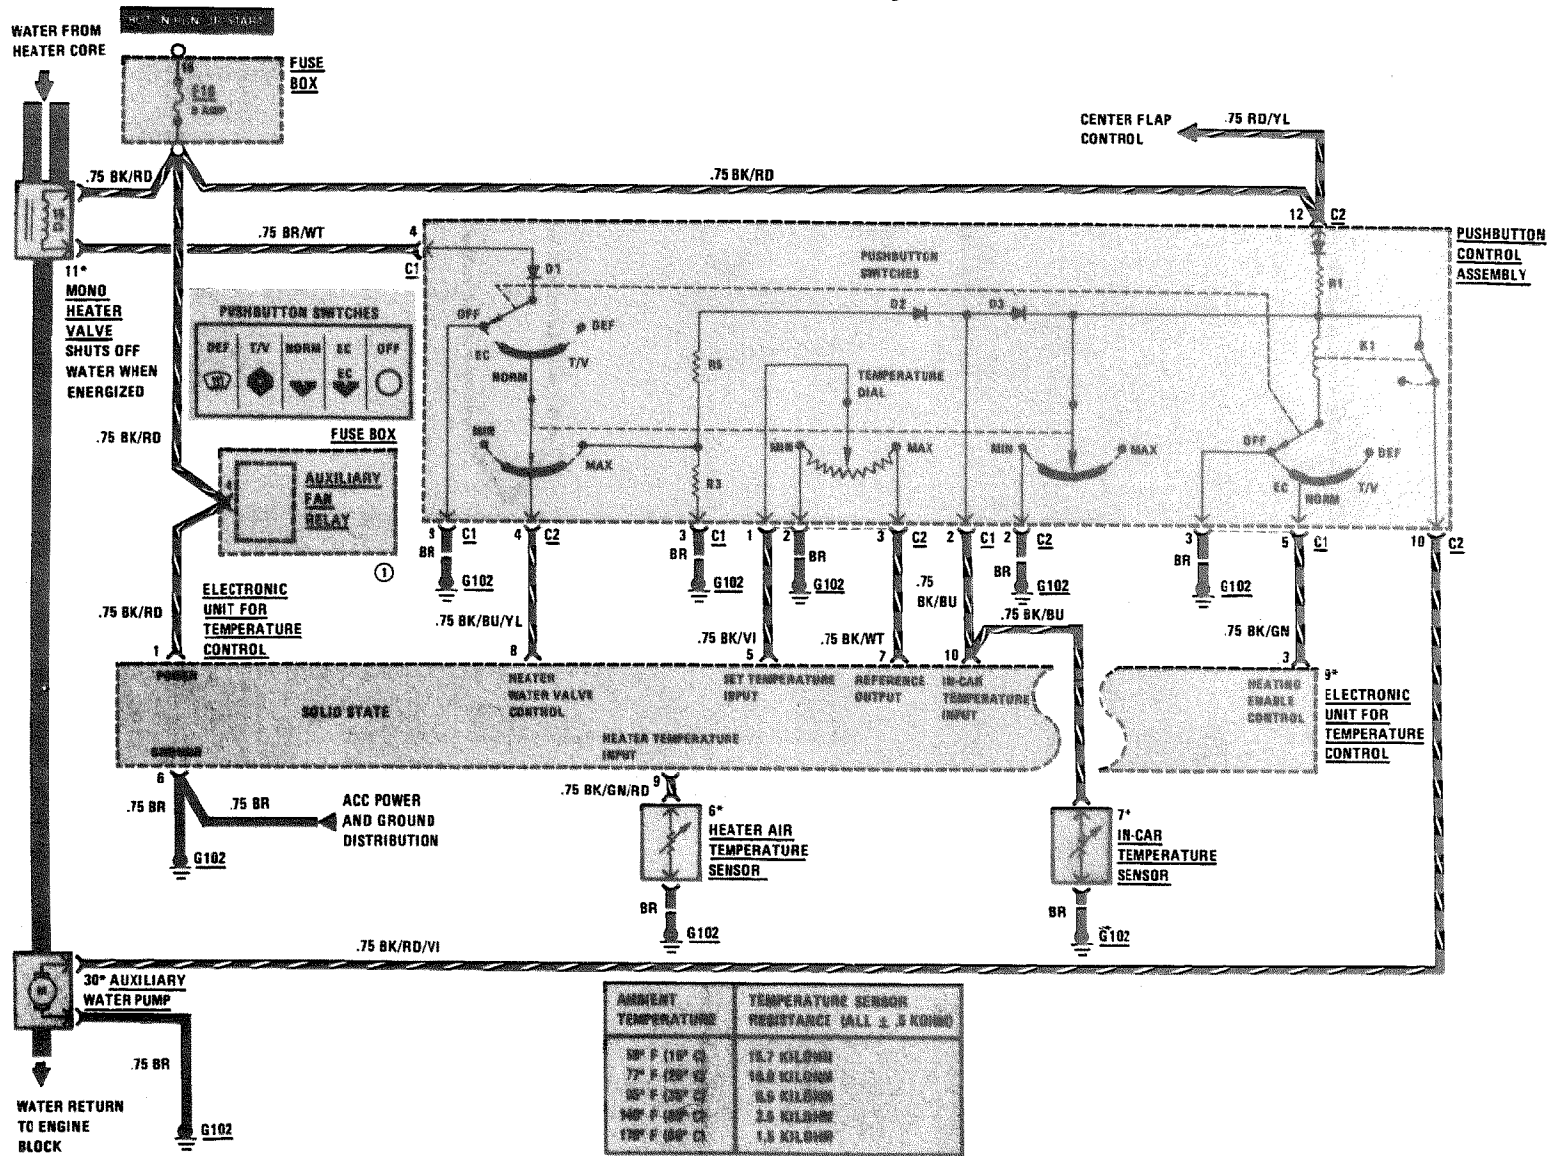 WATER FROM
HEATER CORE
FUSE
BOX
.75 BK/RD
.75 BK/RD
CENTER FLAP
CONTROL
.75 RD/YL
12
C2
.75 BR/WT
4
C1
11*
MONO
HEATER
VALVE
SHUTS OFF
WATER WHEN
ENERGIZED
PUSHBUTTON SWITCHES
DEF
T/V
NORM
EC
OFF
EC
PUSHBUTTON
SWITCHES
PUSHBUTTON
CONTROL
ASSEMBLY
D1
OFF
DEF
EC
T/V
NORM
MIN
MAX
R5
R3
D2
D3
TEMPERATURE
DIAL
MIN
MAX
MIN
MAX
R1
K1
OFF
DEF
EC
T/V
NORM
.75 BK/RD
FUSE BOX
4
AUXILIARY
FAN
RELAY
1
9
C1
BR
G102
4
C2
3
C1
BR
G102
1
2
BR
G102
3
C2
2
C1
2
C2
BR
G102
3
BR
G102
5
C1
10
C2
.75 BK/RD
1
ELECTRONIC
UNIT FOR
TEMPERATURE
CONTROL
.75 BK/BU/YL
8
.75 BK/VI
5
.75 BK/WT
7
.75
BK/BU
10
.75 BK/BU
.75 BK/GN
3
POWER
SOLID STATE
GROUND
HEATER
WATER VALVE
CONTROL
HEATER TEMPERATURE
INPUT
SET TEMPERATURE
INPUT
REFERENCE
OUTPUT
IN-CAR
TEMPERATURE
INPUT
HEATING
ENABLE
CONTROL
9*
ELECTRONIC
UNIT FOR
TEMPERATURE
CONTROL
6
.75 BR
.75 BR
G102
ACC POWER
AND GROUND
DISTRIBUTION
9
.75 BK/GN/RD
6*
HEATER AIR
TEMPERATURE
SENSOR
BR
G102
7*
IN-CAR
TEMPERATURE
SENSOR
BR
G102
.75 BK/RD/VI
30* AUXILIARY
WATER PUMP
M
.75 BR
G102
WATER RETURN
TO ENGINE
BLOCK
AMBIENT
TEMPERATURE
TEMPERATURE SENSOR
RESISTANCE (ALL ± .5 KOHM)
KILOHM
KILOHM
KILOHM
KILOHM
KILOHM